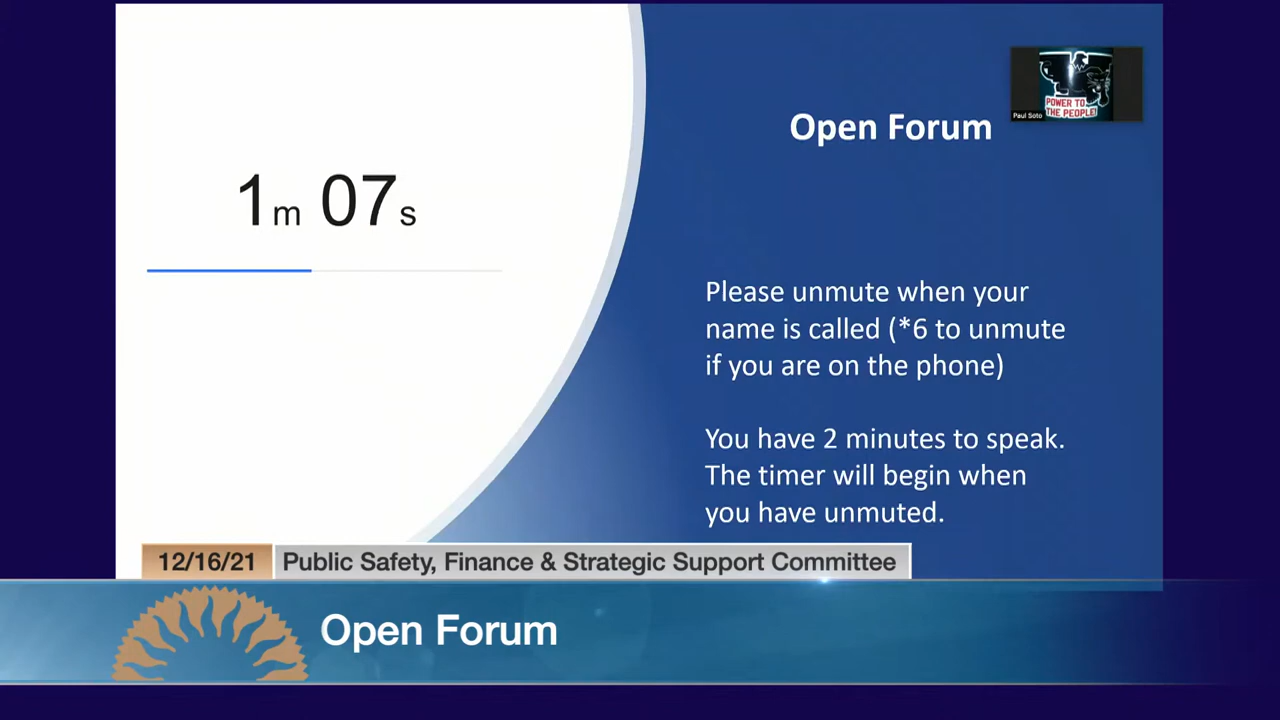 1m 07s
Open Forum
POWER TO
THE PEOPLE!
Paul Soto
Please unmute when your
name is called (*6 to unmute
if you are on the phone)
You have 2 minutes to speak.
The timer will begin when
you have unmuted.
12/16/21 Public Safety, Finance & Strategic Support Committee
Open Forum